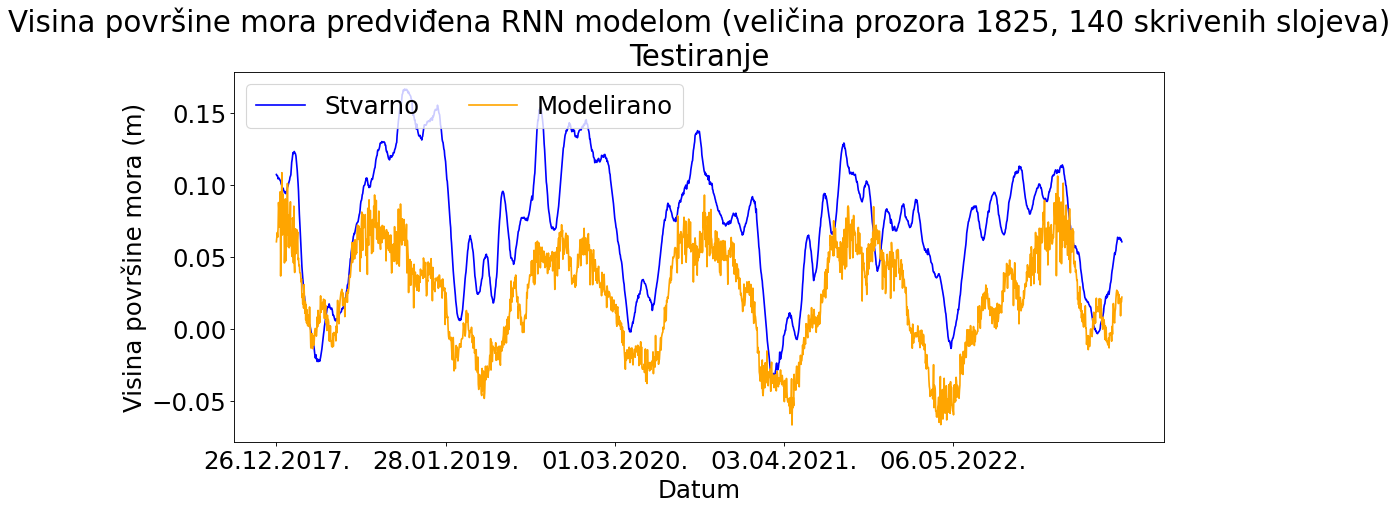 Visina površine mora predviđena RNN modelom (veličina prozora 1825, 140 skrivenih slojeva)
Testiranje
Stvarno Modelirano
Visina površine mora (m)
0.15
0.10
0.05
0.00
−0.05
26.12.2017. 28.01.2019. 01.03.2020. 03.04.2021. 06.05.2022.
Datum